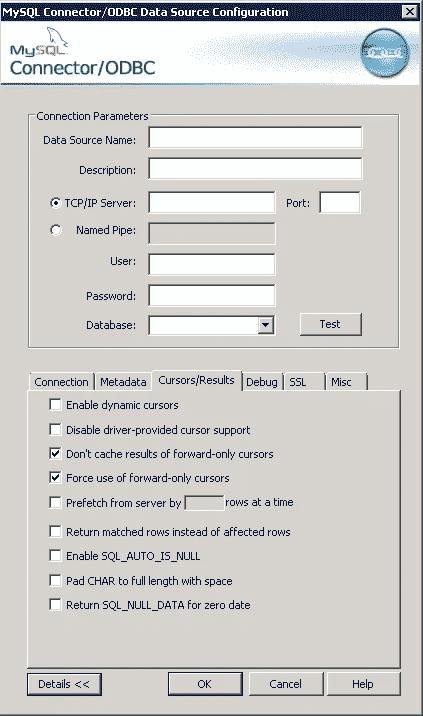 MySQL Connector/ODBC Data Source Configuration
MySQL
Connector/ODBC
Connection Parameters
Data Source Name:
Description:
TCP/IP Server: Port:
Named Pipe:
User:
Password:
Database: Test
Connection Metadata Cursors/Results Debug SSL Misc
Enable dynamic cursors
Disable driver-provided cursor support
Don't cache results of forward-only cursors
Force use of forward-only cursors
Prefetch from server by rows at a time
Return matched rows instead of affected rows
Enable SQL_AUTO_IS_NULL
Pad CHAR to full length with space
Return SQL_NULL_DATA for zero date
Details << OK Cancel Help